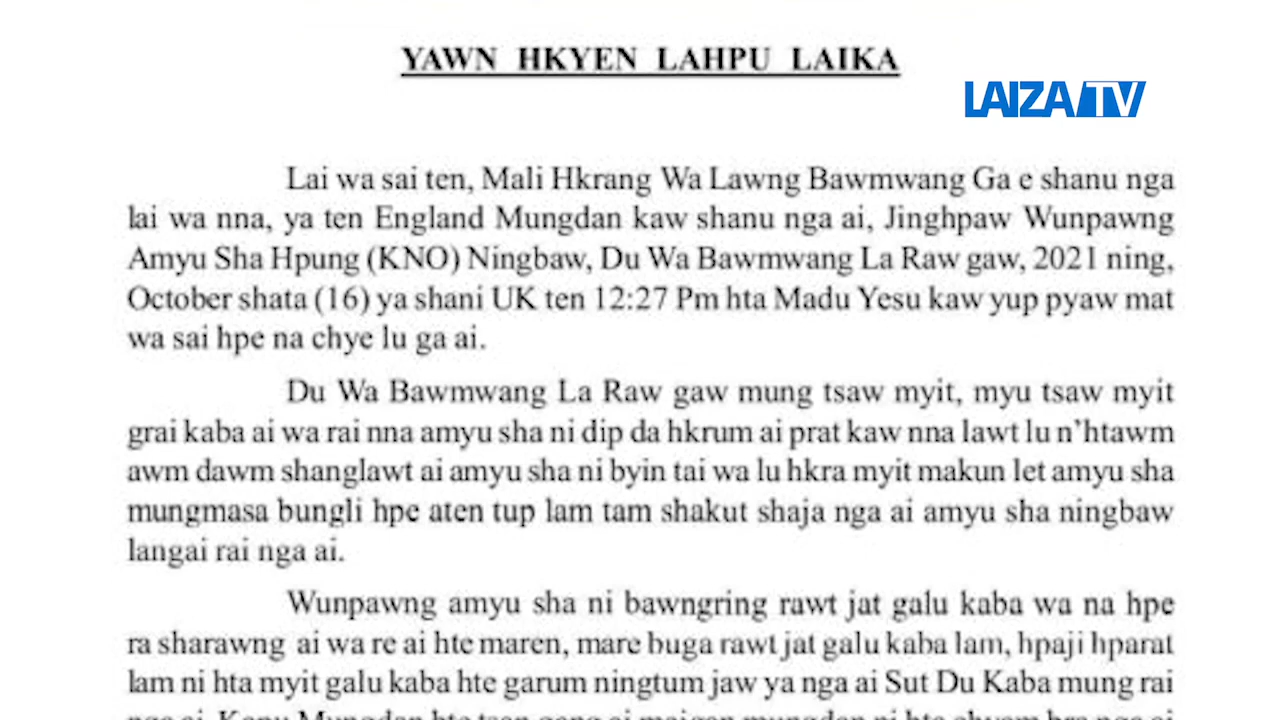 YAWN HKYEN LAHPU LAIKA
LAIZA TV
Lai wa sai ten, Mali Hkrang Wa Lawng Bawmwang Ga e shanu nga
lai wa nna, ya ten England Mungdan kaw shanu nga ai, Jinghpaw Wunpawng
Amyu Sha Hpung (KNO) Ningbaw, Du Wa Bawmwang La Raw gaw, 2021 ning,
October shata (16) ya shani UK ten 12:27 Pm hta Madu Yesu kaw yup pyaw mat
wa sai hpe na chye lu ga ai.
Du Wa Bawmwang La Raw gaw mung tsaw myit, myu tsaw myit
grai kaba ai wa rai nna amyu sha ni dip da hkrum ai prat kaw nna lawt lu n'htawm
awm dawm shanglawt ai amyu sha ni byin tai wa lu hkra myit makun let amyu sha
mungmasa bungli hpe aten tup lam tam shakut shaja nga ai amyu sha ningbaw
langai rai nga ai.
Wunpawng amyu sha ni bawngring rawt jat galu kaba wa na hpe
ra sharawng ai wa re ai hte maren, mare buga rawt jat galu kaba lam, hpaji hparat
lam ni hta myit galu kaba hte garum ningtum jaw ya nga ai Sut Du Kaba mung rai